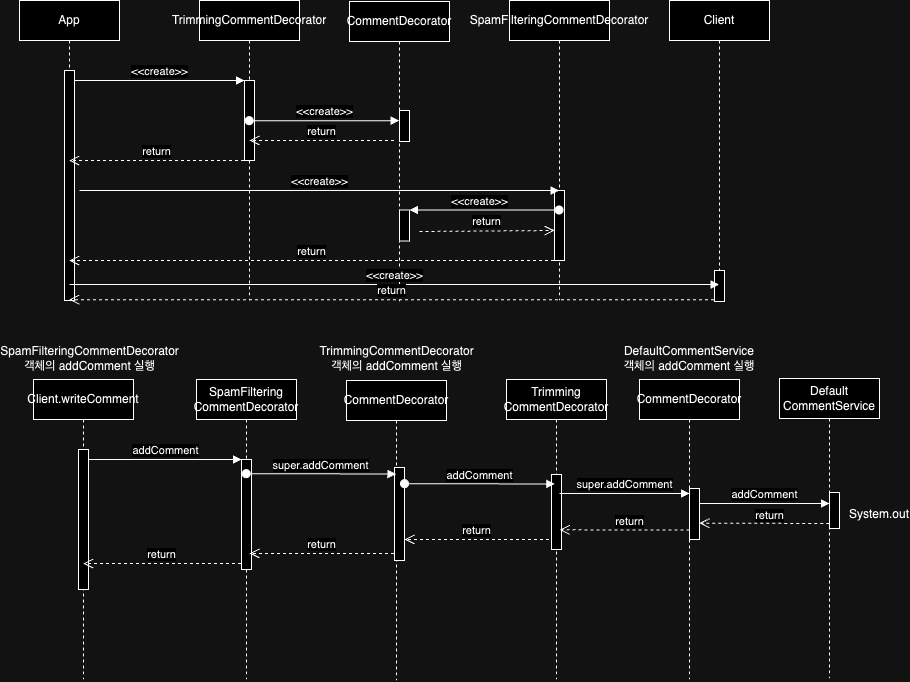 App
TrimmingCommentDecorator
CommentDecorator
SpamFilteringCommentDecorator
Client
<<create>>
<<create>>
return
return
<<create>>
<<create>>
return
return
<<create>>
return
SpamFilteringCommentDecorator
객체의 addComment 실행
TrimmingCommentDecorator
객체의 addComment 실행
DefaultCommentService
객체의 addComment 실행
Client.writeComment
SpamFiltering
CommentDecorator
CommentDecorator
Trimming
CommentDecorator
CommentDecorator
Default
CommentService
addComment
super.addComment
addComment
super.addComment
addComment
System.out
return
return
return
return
return